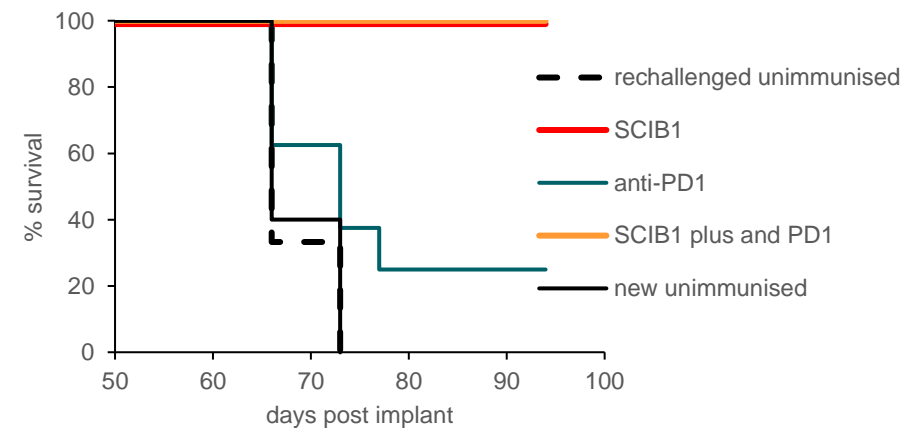 100
80
60
40
20
0
% survival
50 60 70 80 90 100
days post implant
rechallenged unimmunised
SCIB1
anti-PD1
SCIB1 plus and PD1
new unimmunised